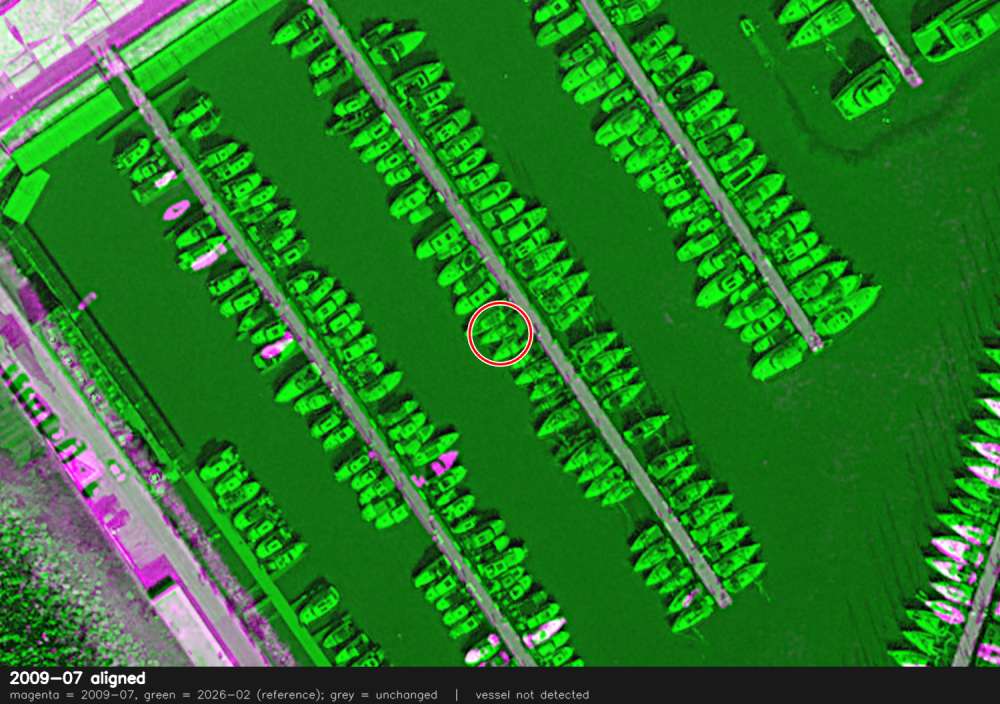 2009-07 aligned
magenta = 2009-07, green = 2026-02 (reference); grey = unchanged | vessel not detected